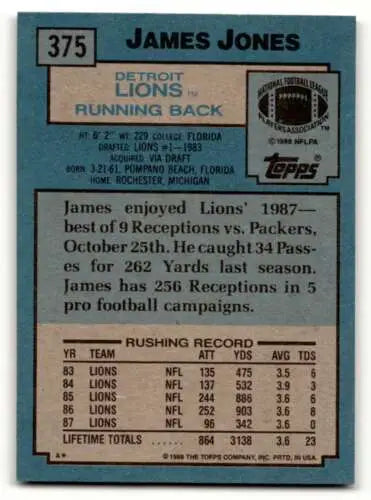 375 JAMES JONES
DETROIT
LIONS TM
RUNNING BACK
NATIONAL FOOTBALL LEAGUE
PLAYERS ASSOCIATION TM
© 1988 NFLPA
Topps
HT: 6' 2" WT: 229 COLLEGE: FLORIDA
DRAFTED: LIONS #1—1983
ACQUIRED: VIA DRAFT
BORN: 3-21-61, POMPANO BEACH, FLORIDA
HOME: ROCHESTER, MICHIGAN
James enjoyed Lions' 1987—
best of 9 Receptions vs. Packers,
October 25th. He caught 34 Pass-
es for 262 Yards last season.
James has 256 Receptions in 5
pro football campaigns.
RUSHING RECORD
YR TEAM ATT YDS AVG TDS
83 LIONS NFL 135 475 3.5 6
84 LIONS NFL 137 532 3.9 3
85 LIONS NFL 244 886 3.6 6
86 LIONS NFL 252 903 3.6 8
87 LIONS NFL 96 342 3.6 0
LIFETIME TOTALS 864 3138 3.6 23
A* © 1988 THE TOPPS COMPANY, INC. PRTD. IN USA